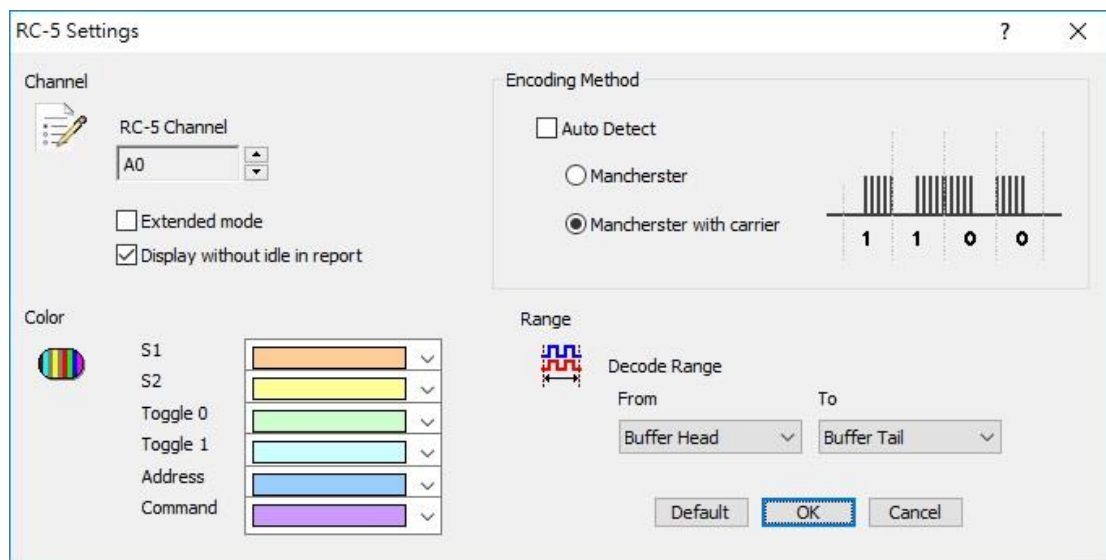 RC-5 Settings
?
Channel
RC-5 Channel
A0
Extended mode
Display without idle in report
Encoding Method
Auto Detect
Mancherster
Mancherster with carrier
1 1 0 0
Color
S1
S2
Toggle 0
Toggle 1
Address
Command
Range
Decode Range
From To
Buffer Head Buffer Tail
Default OK Cancel